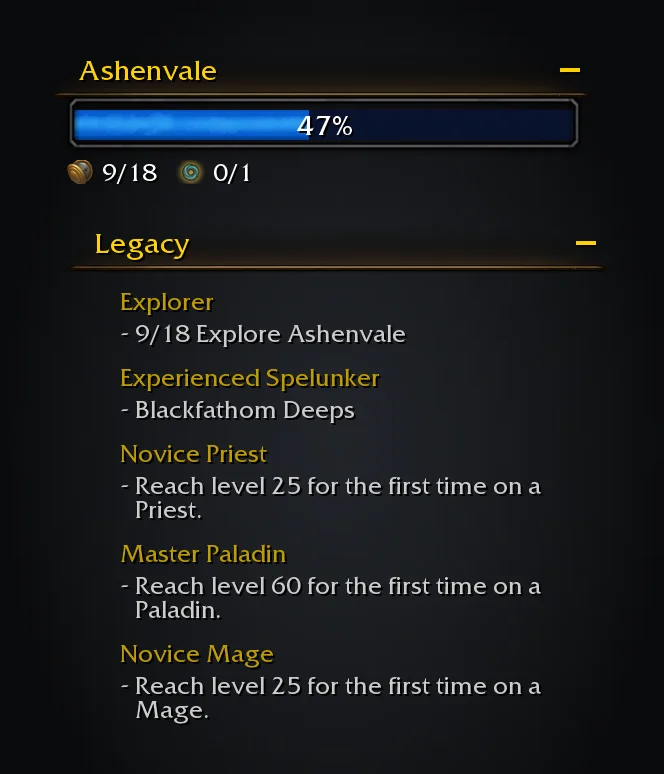 Ashenvale
47%
9/18 0/1
Legacy
Explorer
- 9/18 Explore Ashenvale
Experienced Spelunker
- Blackfathom Deeps
Novice Priest
- Reach level 25 for the first time on a
Priest.
Master Paladin
- Reach level 60 for the first time on a
Paladin.
Novice Mage
- Reach level 25 for the first time on a
Mage.